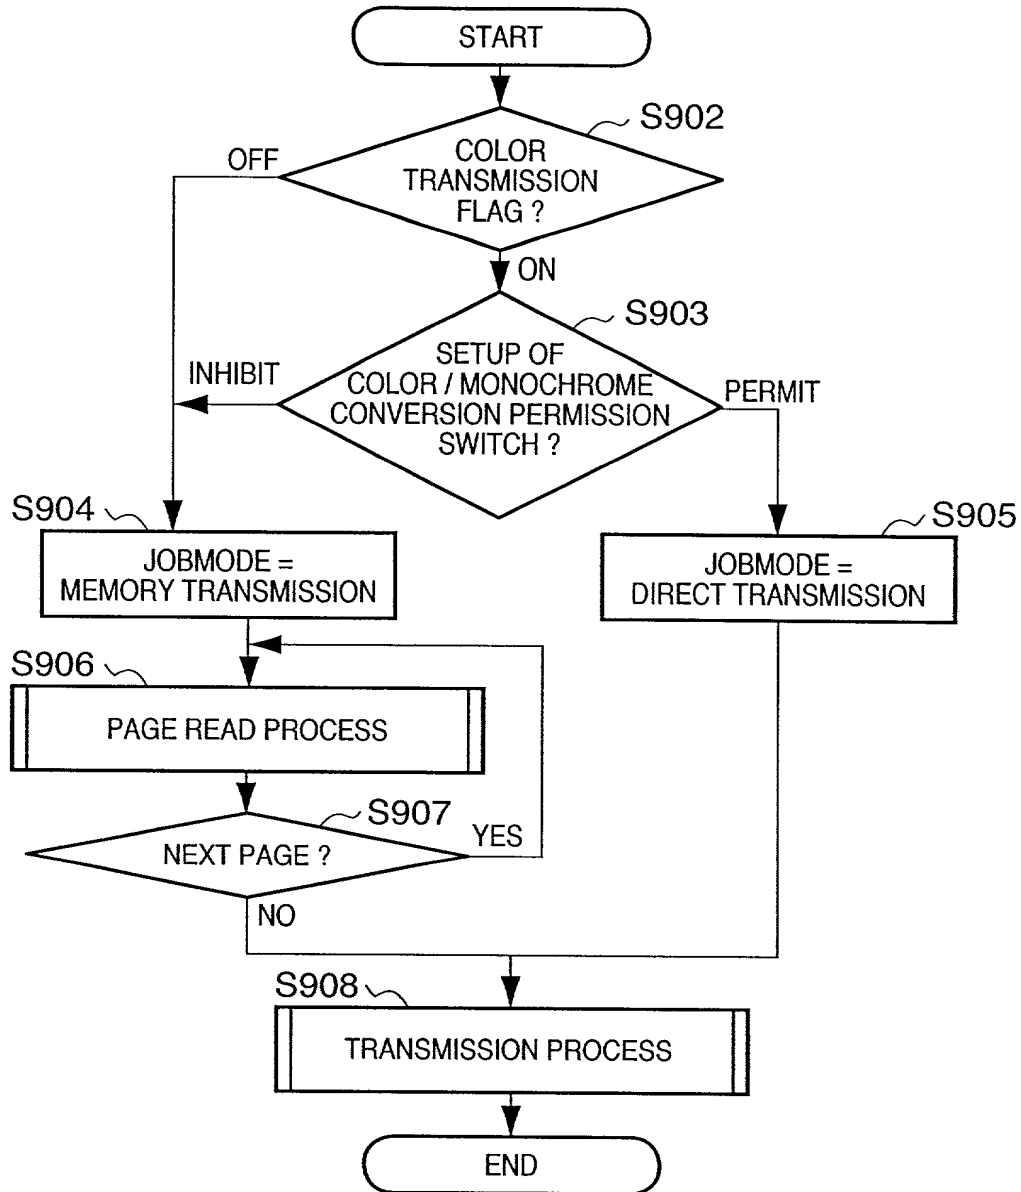 START
S902
OFF
COLOR
TRANSMISSION
FLAG ?
ON
S903
INHIBIT
SETUP OF
COLOR / MONOCHROME
CONVERSION PERMISSION
SWITCH ?
PERMIT
S904
JOBMODE =
MEMORY TRANSMISSION
S905
JOBMODE =
DIRECT TRANSMISSION
S906
PAGE READ PROCESS
S907
YES
NEXT PAGE ?
NO
S908
TRANSMISSION PROCESS
END